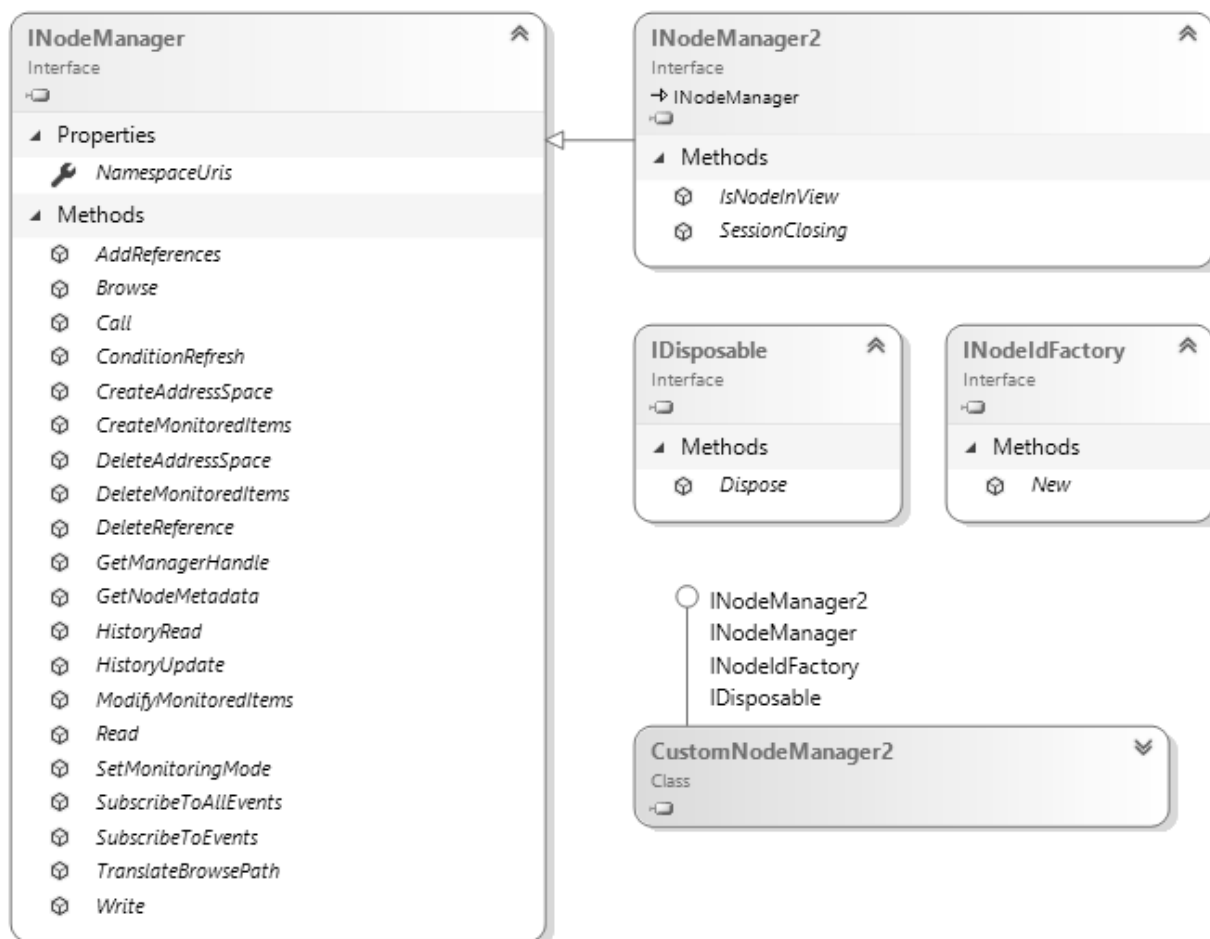 INodeManager
Interface
Properties
NamespaceUris
Methods
AddReferences
Browse
Call
ConditionRefresh
CreateAddressSpace
CreateMonitoredItems
DeleteAddressSpace
DeleteMonitoredItems
DeleteReference
GetManagerHandle
GetNodeMetadata
HistoryRead
HistoryUpdate
ModifyMonitoredItems
Read
SetMonitoringMode
SubscribeToAllEvents
SubscribeToEvents
TranslateBrowsePath
Write
INodeManager2
Interface
INodeManager
Methods
IsNodeInView
SessionClosing
IDisposable
Interface
Methods
Dispose
INodeIdFactory
Interface
Methods
New
INodeManager2
INodeManager
INodeIdFactory
IDisposable
CustomNodeManager2
Class